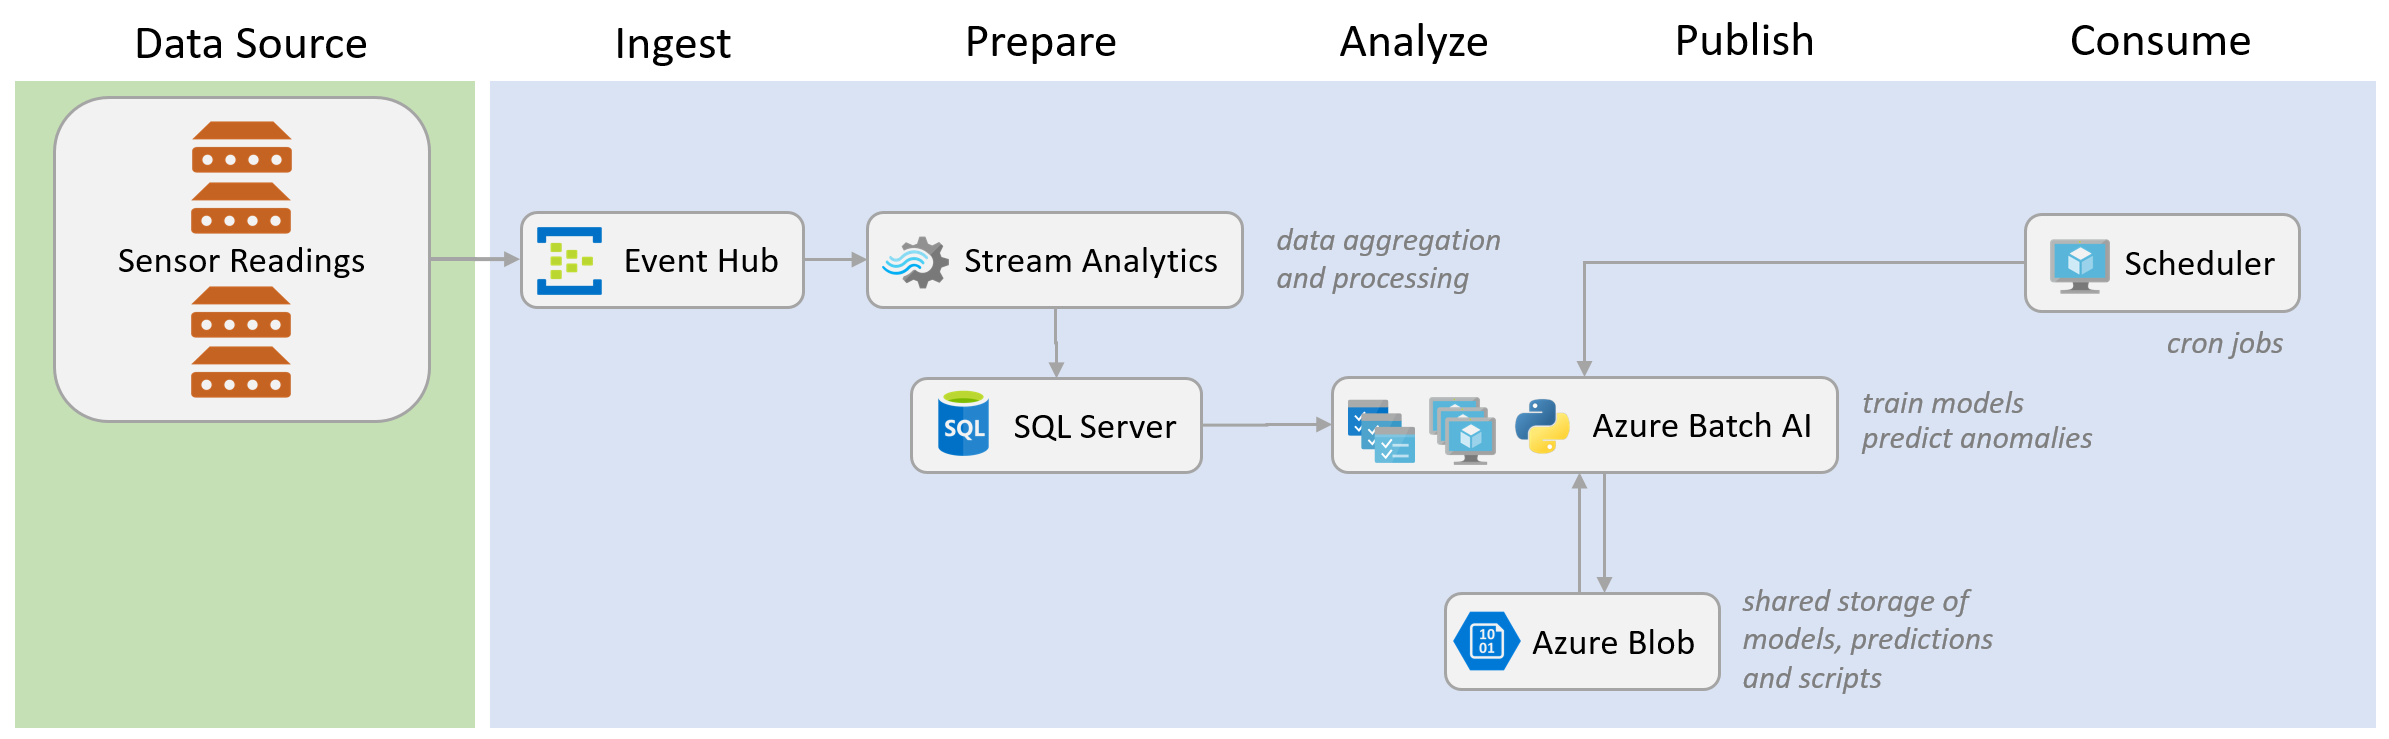 Data Source
Ingest
Prepare
Analyze
Publish
Consume
Sensor Readings
Event Hub
Stream Analytics
data aggregation
and processing
Scheduler
cron jobs
SQL
SQL Server
Azure Batch AI
train models
predict anomalies
10
01
Azure Blob
shared storage of
models, predictions
and scripts